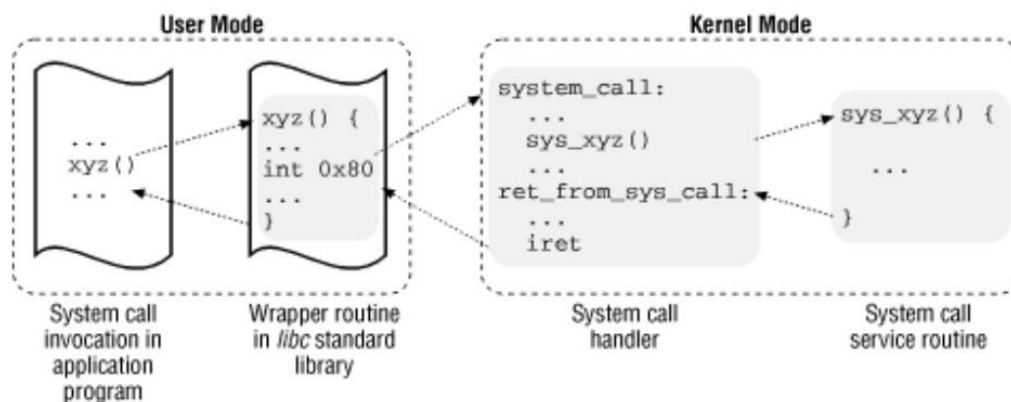 User Mode
Kernel Mode
...
xyz()
...
xyz() {
...
int 0x80
...
}
system_call:
...
sys_xyz()
...
ret_from_sys_call:
...
iret
sys_xyz() {
...
}
System call
invocation in
application
program
Wrapper routine
in libc standard
library
System call
handler
System call
service routine